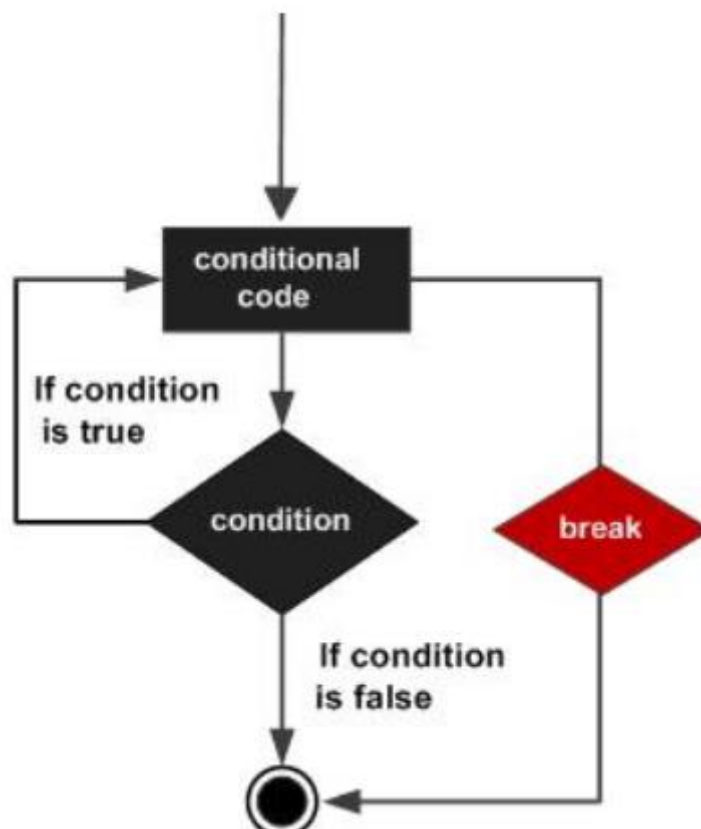 conditional
code
If condition
is true
condition
break
If condition
is false